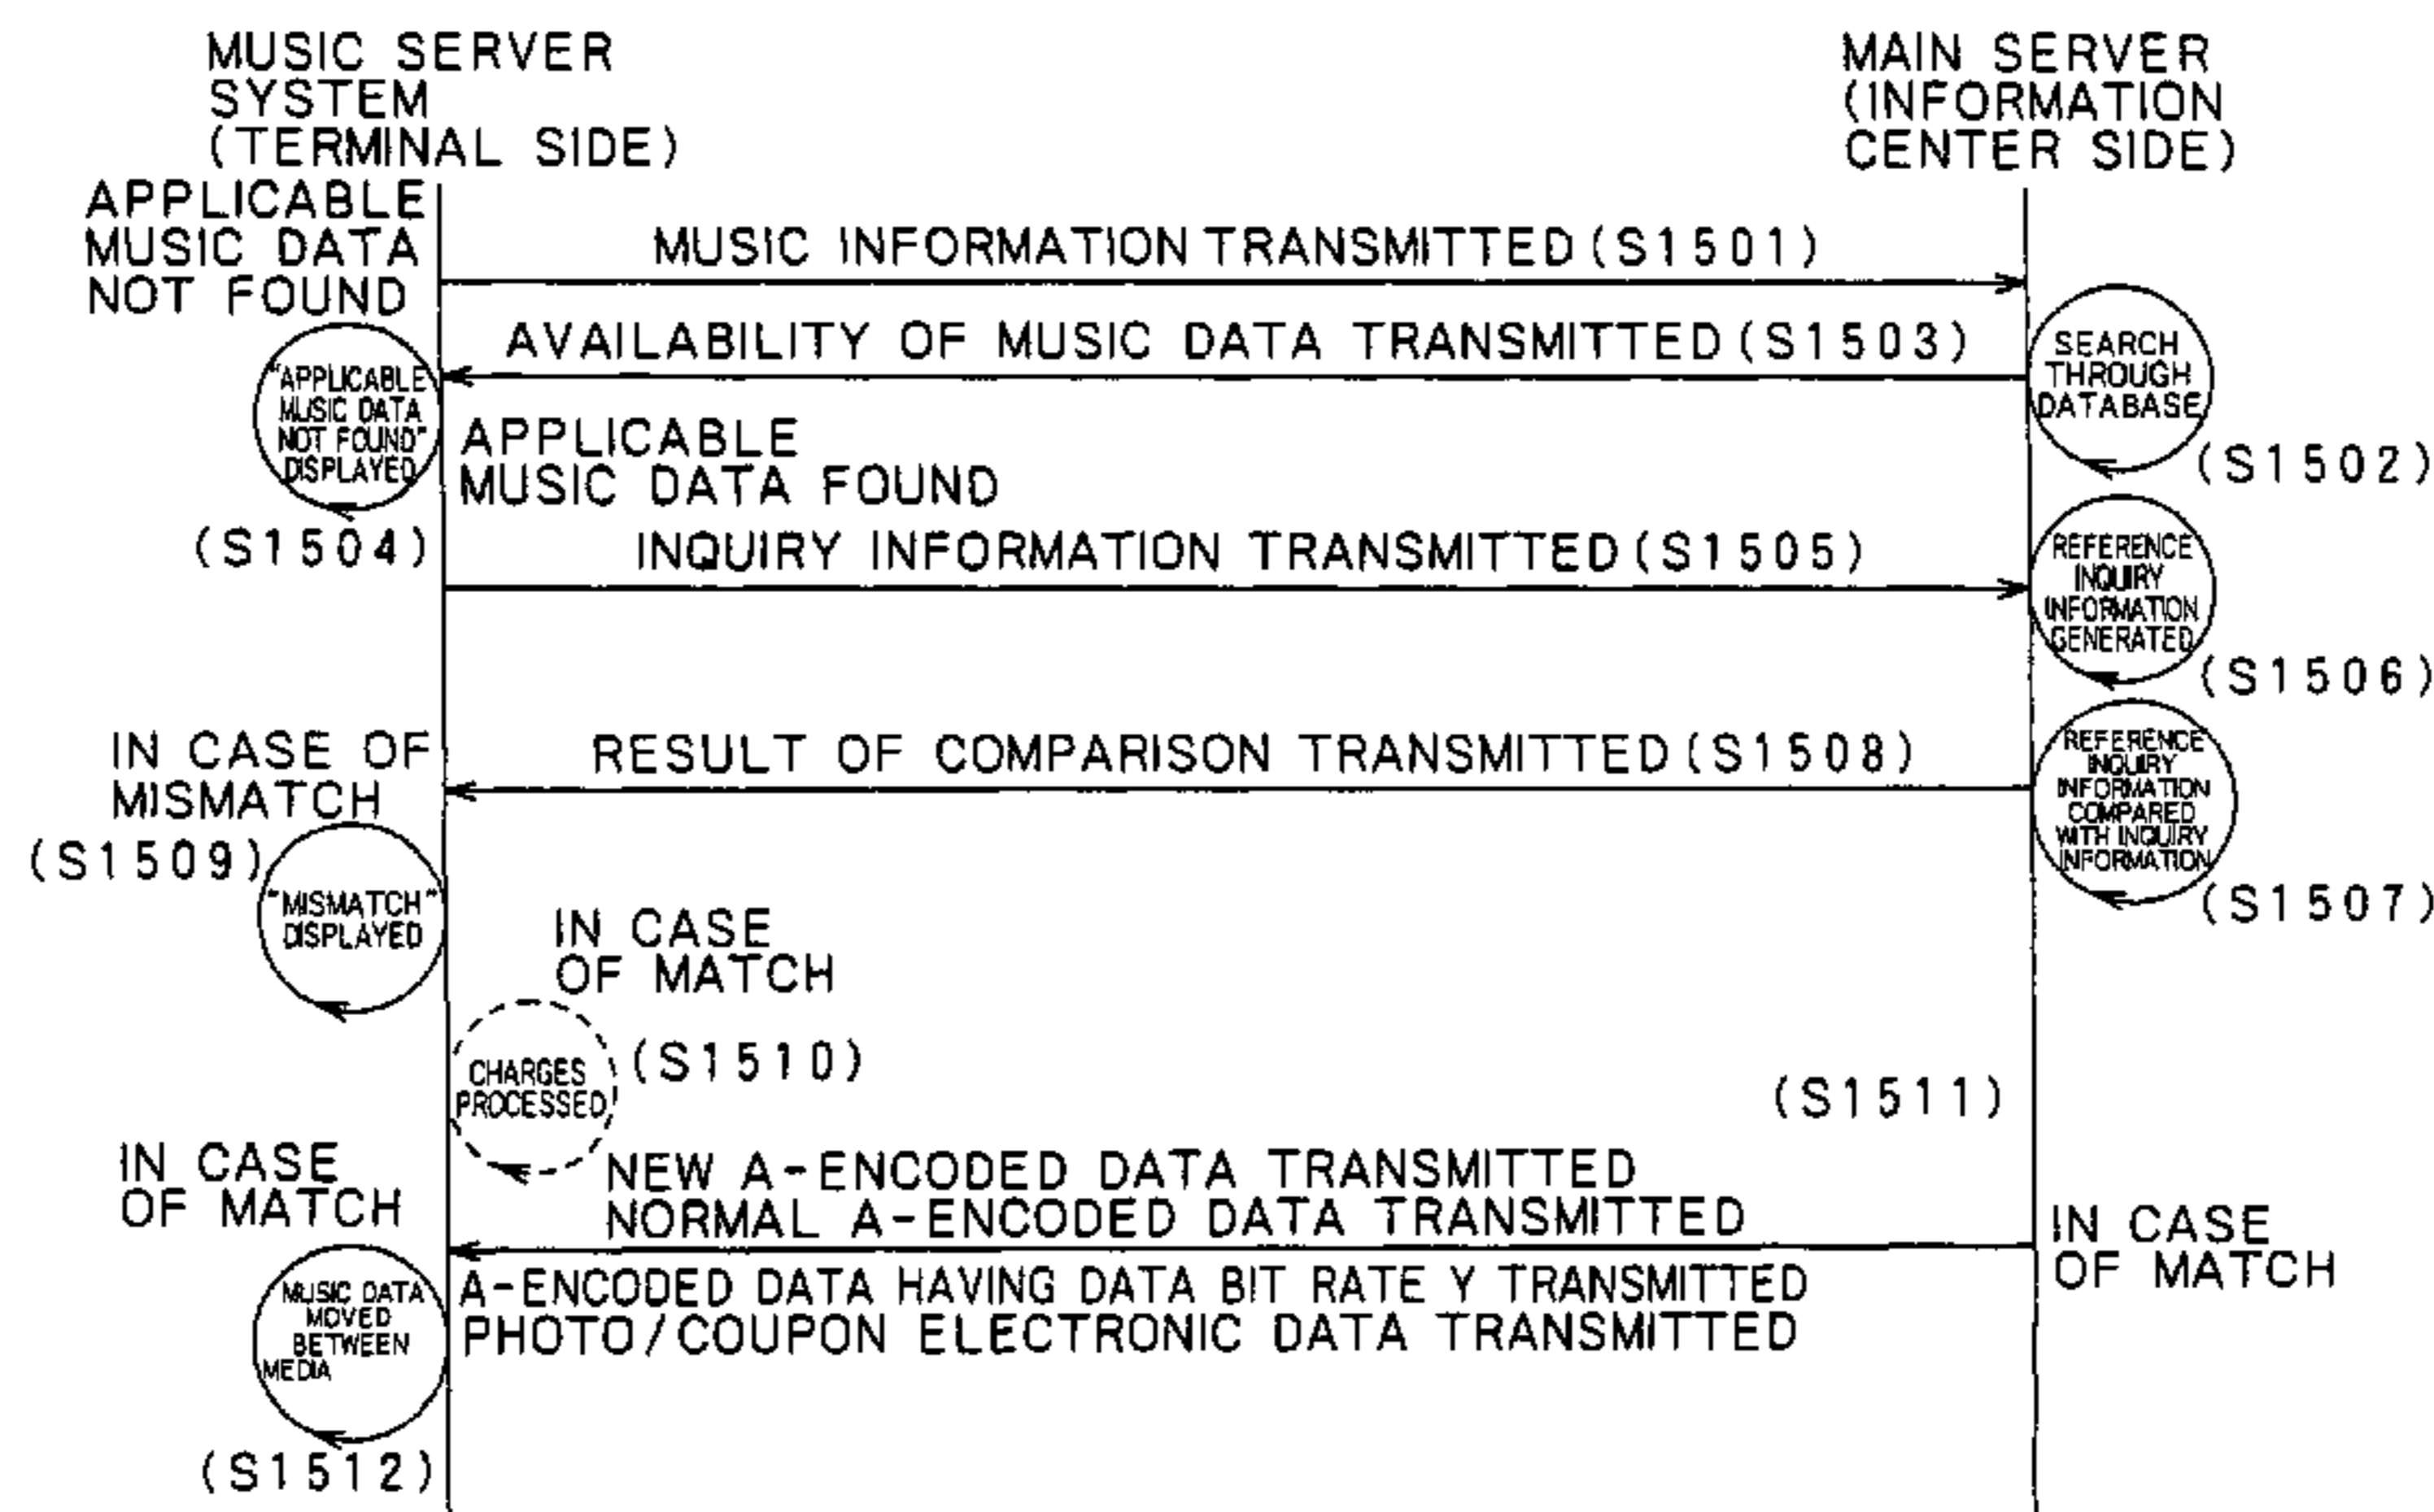 MUSIC SERVER
SYSTEM
(TERMINAL SIDE)
MAIN SERVER
(INFORMATION
CENTER SIDE)
APPLICABLE
MUSIC DATA
NOT FOUND
MUSIC INFORMATION TRANSMITTED(S1501)
AVAILABILITY OF MUSIC DATA TRANSMITTED(S1503)
SEARCH
THROUGH
DATABASE
(S1502)
"APPLICABLE
MUSIC DATA
NOT FOUND"
DISPLAYED
(S1504)
APPLICABLE
MUSIC DATA FOUND
INQUIRY INFORMATION TRANSMITTED(S1505)
REFERENCE
INQUIRY
INFORMATION
GENERATED
(S1506)
IN CASE OF
MISMATCH
(S1509)
RESULT OF COMPARISON TRANSMITTED(S1508)
REFERENCE
INQUIRY
INFORMATION
COMPARED
WITH INQUIRY
INFORMATION
(S1507)
"MISMATCH"
DISPLAYED
IN CASE
OF MATCH
(S1510)
CHARGES
PROCESSED
(S1511)
IN CASE
OF MATCH
NEW A-ENCODED DATA TRANSMITTED
NORMAL A-ENCODED DATA TRANSMITTED
IN CASE
OF MATCH
A-ENCODED DATA HAVING DATA BIT RATE Y TRANSMITTED
PHOTO/COUPON ELECTRONIC DATA TRANSMITTED
MUSIC DATA
MOVED
BETWEEN
MEDIA
(S1512)